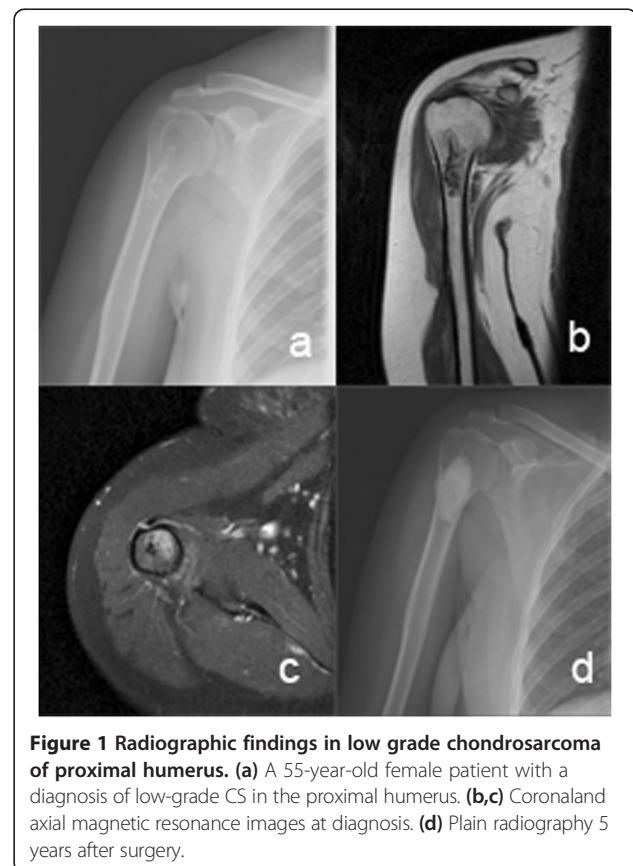 a
b
c
d
Figure 1 Radiographic findings in low grade chondrosarcoma
of proximal humerus. (a) A 55-year-old female patient with a
diagnosis of low-grade CS in the proximal humerus. (b,c) Coronaland
axial magnetic resonance images at diagnosis. (d) Plain radiography 5
years after surgery.